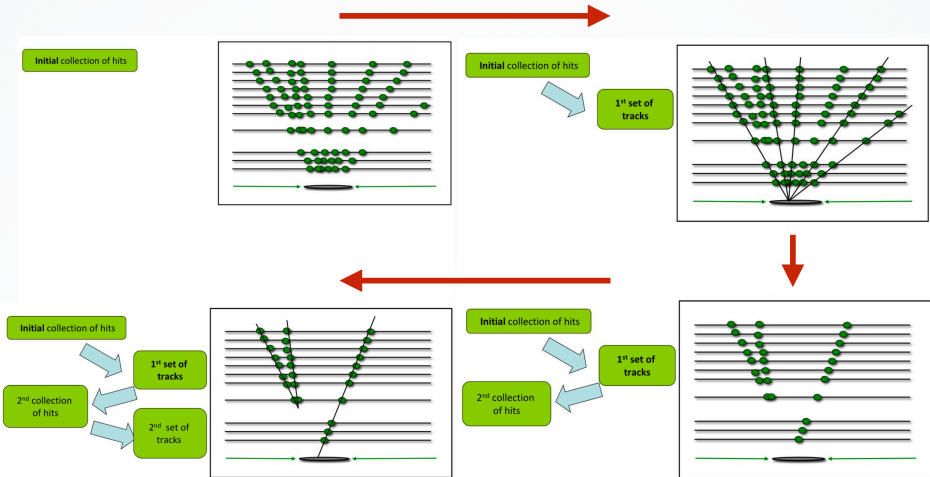 Initial collection of hits
Initial collection of hits
1st set of
tracks
Initial collection of hits
1st set of
tracks
2nd collection
of hits
2nd set of
tracks
Initial collection of hits
1st set of
tracks
2nd collection
of hits